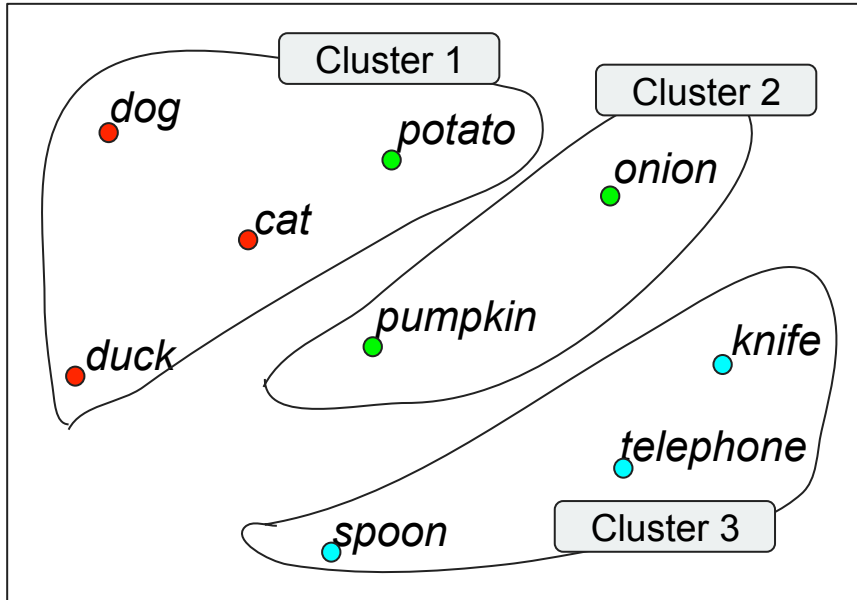 Cluster 1
Cluster 2
dog
potato
onion
cat
pumpkin
knife
duck
telephone
Cluster 3
spoon